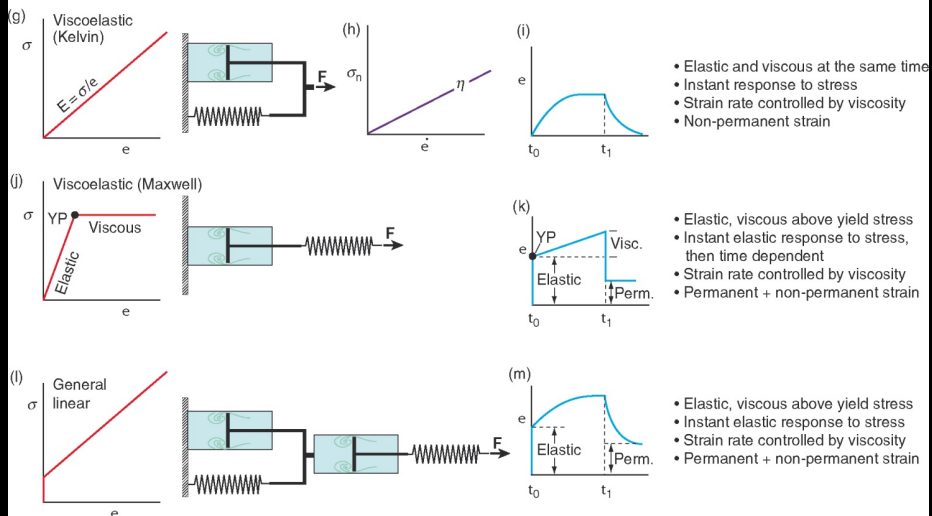 (g)
Viscoelastic
(Kelvin)
σ
E = σ/e
e
F
(h)
σn
η
ė
(i)
e
t0
t1
• Elastic and viscous at the same time
• Instant response to stress
• Strain rate controlled by viscosity
• Non-permanent strain
(j)
Viscoelastic (Maxwell)
σ
YP
Viscous
Elastic
e
F
(k)
YP
e
Visc.
Elastic
Perm.
t0
t1
• Elastic, viscous above yield stress
• Instant elastic response to stress,
then time dependent
• Strain rate controlled by viscosity
• Permanent + non-permanent strain
(l)
General
linear
σ
e
F
(m)
e
Elastic
Perm.
t0
t1
• Elastic, viscous above yield stress
• Instant elastic response to stress
• Strain rate controlled by viscosity
• Permanent + non-permanent strain